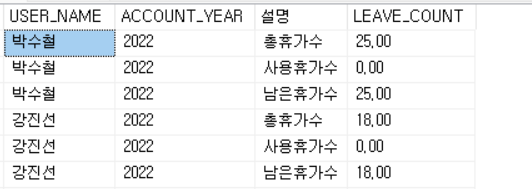 USER_NAME ACCOUNT_YEAR 설명 LEAVE_COUNT
박수철 2022 총휴가수 25,00
박수철 2022 사용휴가수 0,00
박수철 2022 남은휴가수 25,00
강진선 2022 총휴가수 18,00
강진선 2022 사용휴가수 0,00
강진선 2022 남은휴가수 18,00